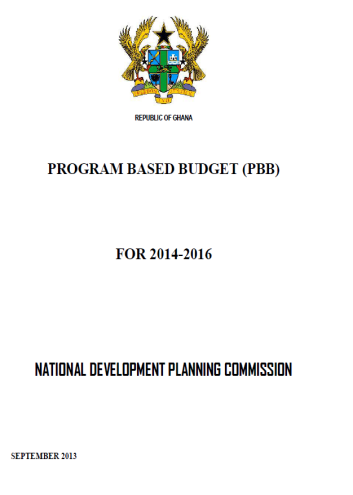 REPUBLIC OF GHANA
PROGRAM BASED BUDGET (PBB)
FOR 2014-2016
NATIONAL DEVELOPMENT PLANNING COMMISSION
SEPTEMBER 2013